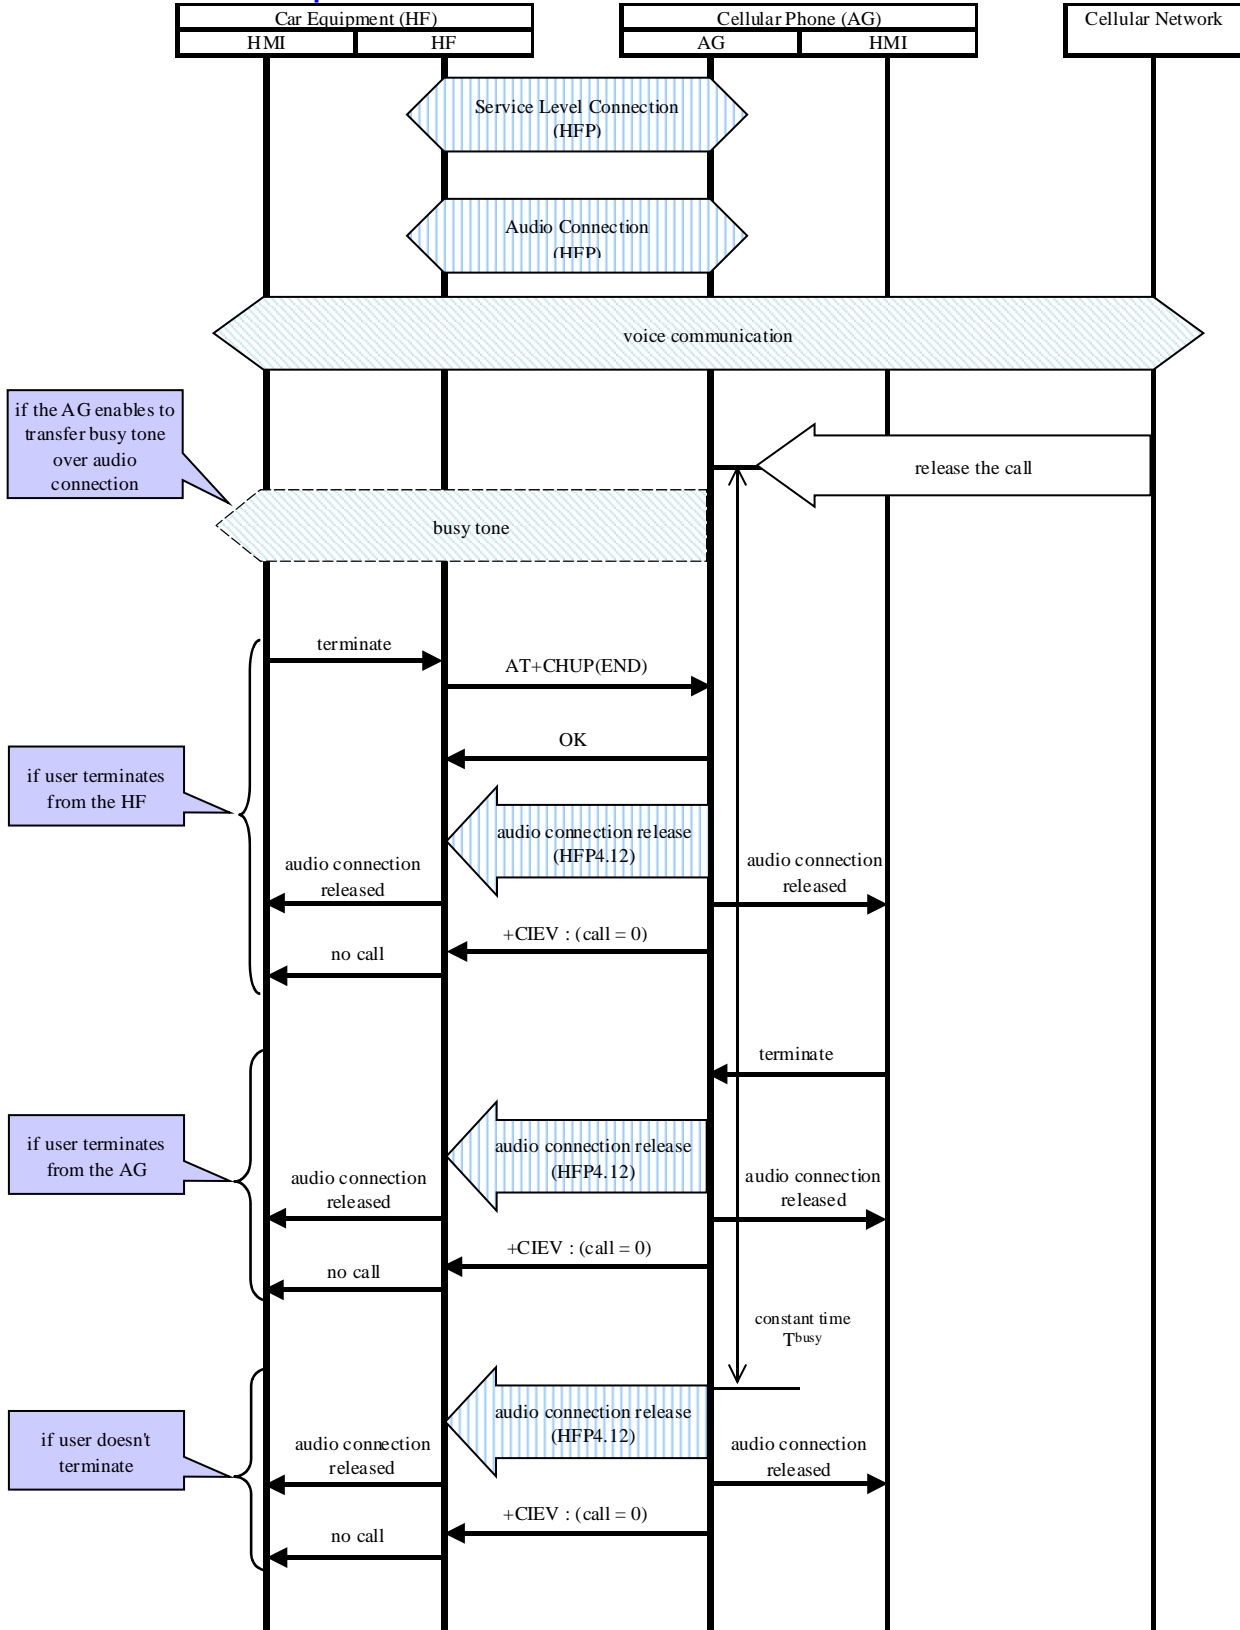 Car Equipment (HF)
Cellular Phone (AG)
Cellular Network
HMI
HF
AG
HMI
Service Level Connection
(HFP)
Audio Connection
(HFP)
voice communication
if the AG enables to
transfer busy tone
over audio
connection
release the call
busy tone
terminate
AT+CHUP(END)
OK
if user terminates
from the HF
audio connection release
(HFP4.12)
audio connection
released
audio connection
released
+CIEV : (call = 0)
no call
terminate
if user terminates
from the AG
audio connection release
(HFP4.12)
audio connection
released
audio connection
released
+CIEV : (call = 0)
no call
constant time
Tbusy
audio connection release
(HFP4.12)
if user doesn't
terminate
audio connection
released
audio connection
released
+CIEV : (call = 0)
no call